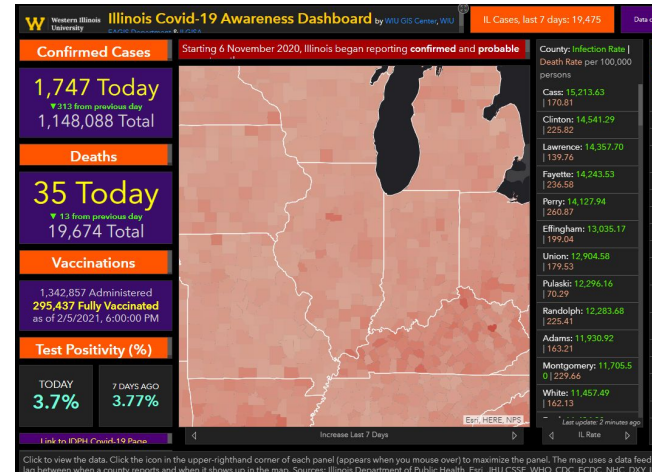 W Western Illinois University
Illinois Covid-19 Awareness Dashboard by WIU GIS Center, WIU
IL Cases, last 7 days: 19,475
Data
Confirmed Cases
1,747 Today
▼313 from previous day
1,148,088 Total
Deaths
35 Today
▼ 13 from previous day
19,674 Total
Vaccinations
1,342,857 Administered
295,437 Fully Vaccinated
as of 2/5/2021, 6:00:00 PM
Test Positivity (%)
TODAY
3.7%
7 DAYS AGO
3.77%
Link to IDPH Covid-19 Page
Starting 6 November 2020, Illinois began reporting confirmed and probable
Esri, HERE, NPS
Increase Last 7 Days
County: Infection Rate |
Death Rate per 100,000
persons
Cass: 15,213.63
| 170.81
Clinton: 14,541.29
| 225.82
Lawrence: 14,357.70
| 139.76
Fayette: 14,243.53
| 236.58
Perry: 14,127.94
| 260.87
Effingham: 13,035.17
| 199.04
Union: 12,904.58
| 179.53
Pulaski: 12,296.16
| 70.29
Randolph: 12,283.68
| 225.41
Adams: 11,930.92
| 163.21
Montgomery: 11,705.5
0 | 229.66
White: 11,457.49
| 162.13
Last update: 2 minutes ago
IL Rate
Click to view the data. Click the icon in the upper-righthand corner of each panel (appears when you mouse over) to maximize the panel. The map uses a data feed
lag between when a county reports and when it shows up in the map. Sources: Illinois Department of Public Health, Esri, JHU CSSE, WHO, CDC, ECDC, NHC, DXY